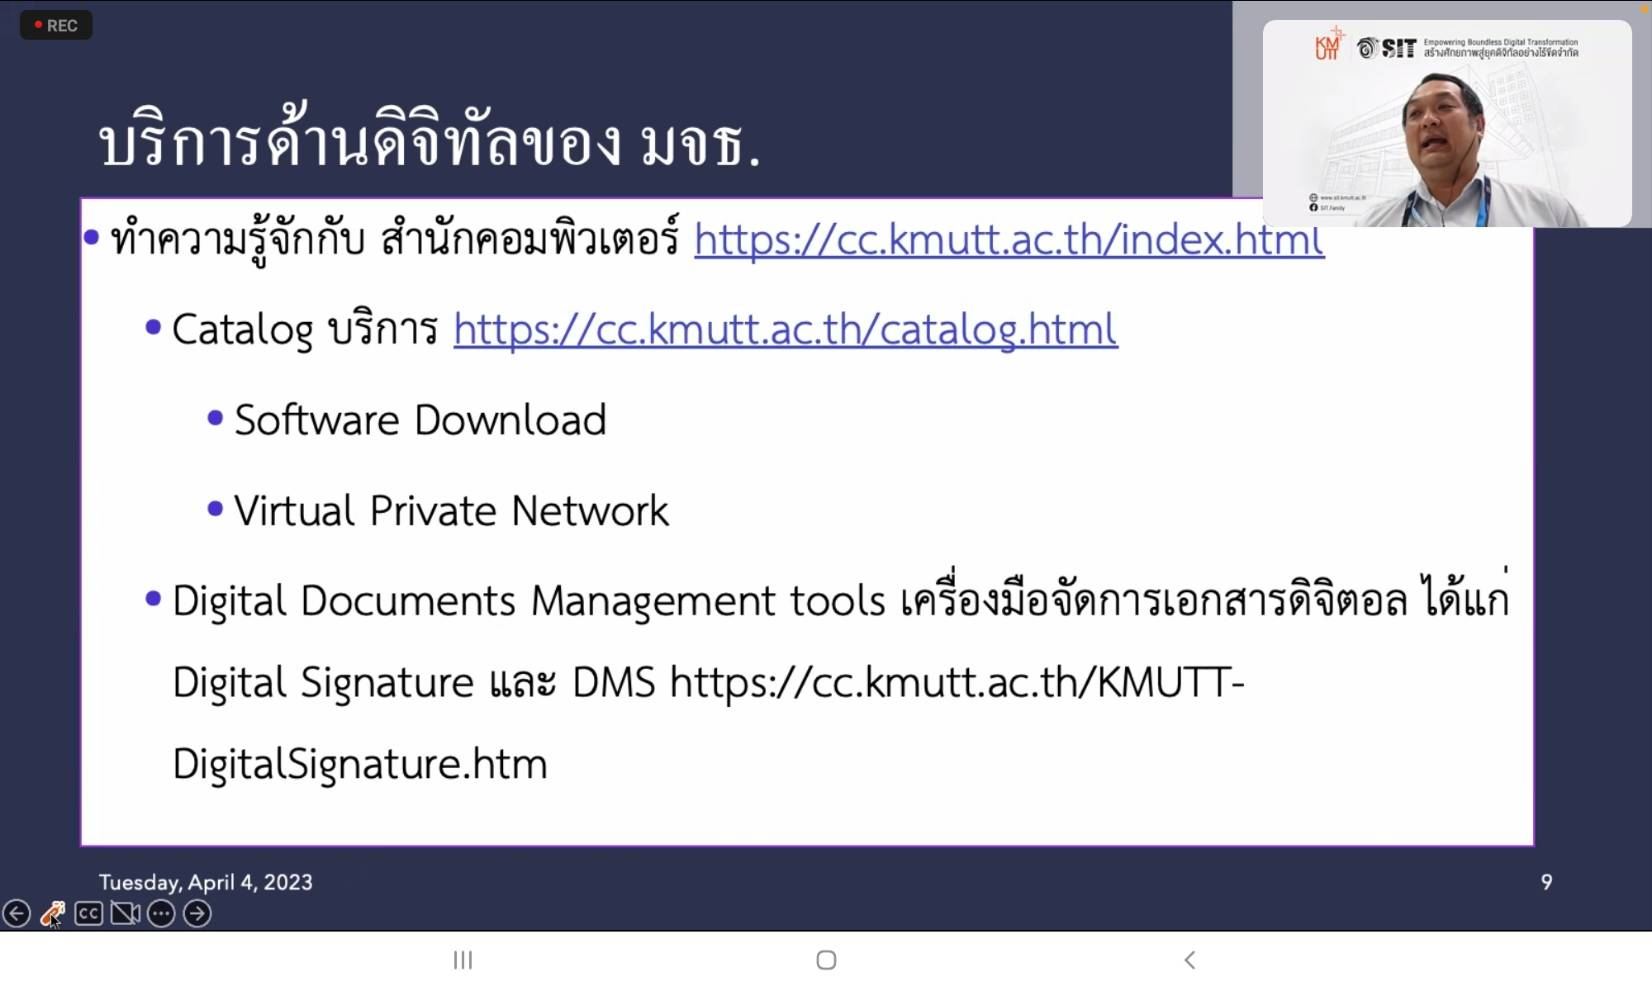 REC
KMUTT
SIT
Empowering Boundless Digital Transformation
สร้างศักยภาพสู่ยุคดิจิทัลอย่างไร้ขีดจำกัด
www.sit.kmutt.ac.th
SIT Family
บริการด้านดิจิทัลของ มจธ.
ทำความรู้จักกับ สำนักคอมพิวเตอร์ https://cc.kmutt.ac.th/index.html
Catalog บริการ https://cc.kmutt.ac.th/catalog.html
Software Download
Virtual Private Network
Digital Documents Management tools เครื่องมือจัดการเอกสารดิจิตอล ได้แก่
Digital Signature และ DMS https://cc.kmutt.ac.th/KMUTT-
DigitalSignature.htm
Tuesday, April 4, 2023
9
CC